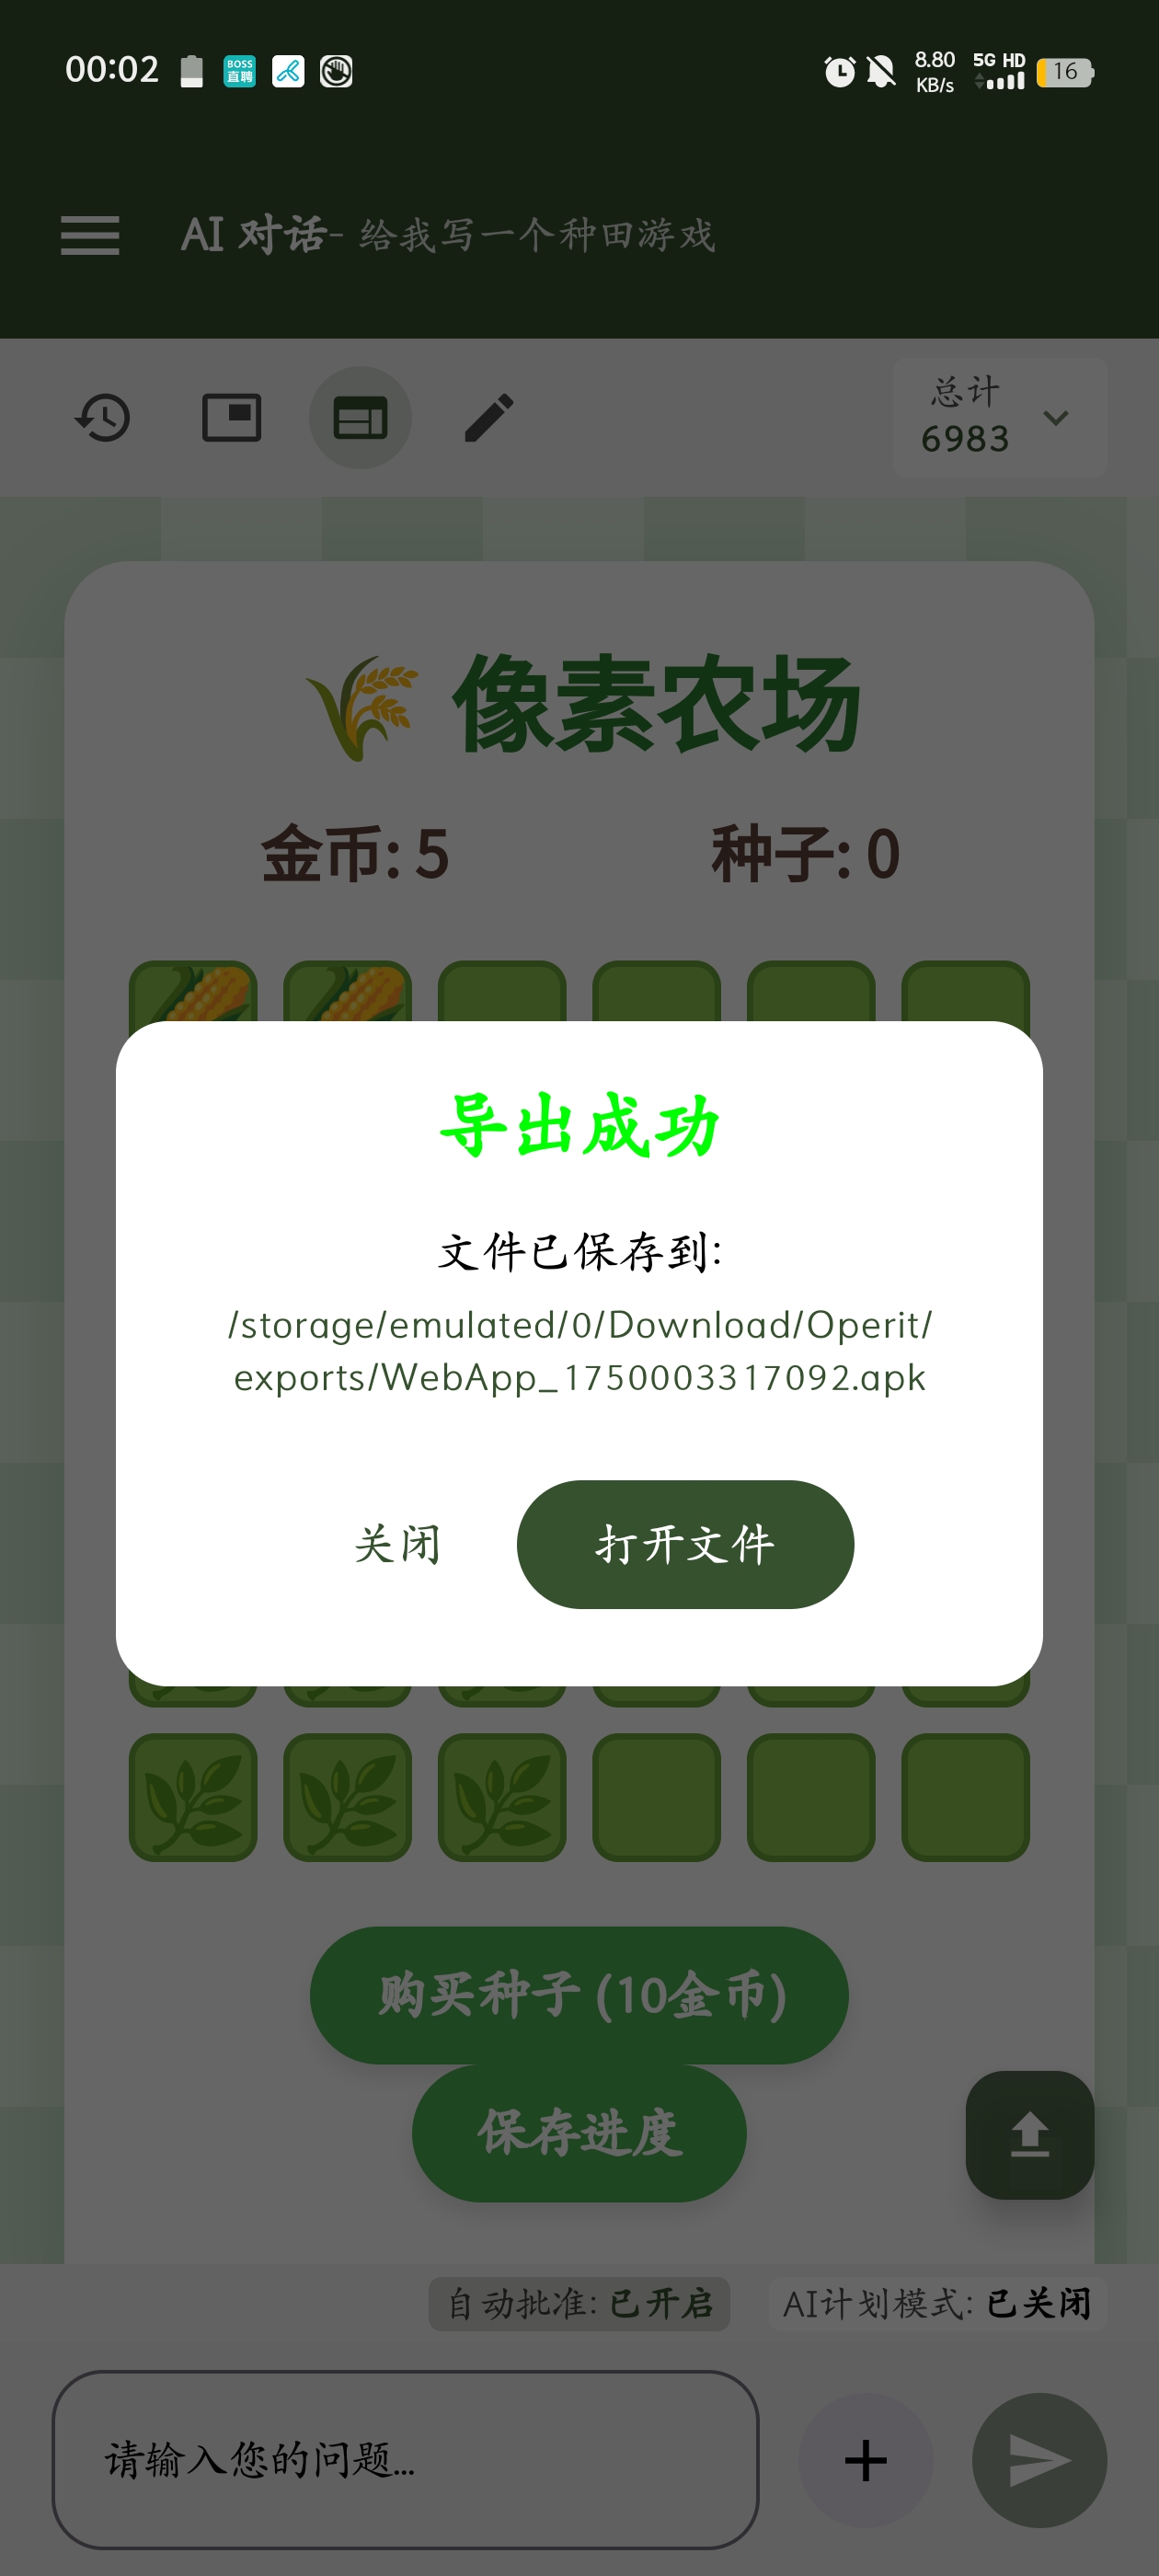 00:02
BOSS
直聘
8.80
KB/s
5G HD
16
AI 对话- 给我写一个种田游戏
总计
6983
像素农场
金币: 5
种子: 0
导出成功
文件已保存到:
/storage/emulated/0/Download/Operit/
exports/WebApp_1750003317092.apk
关闭
打开文件
购买种子 (10金币)
保存进度
自动批准: 已开启
AI计划模式: 已关闭
请输入您的问题...